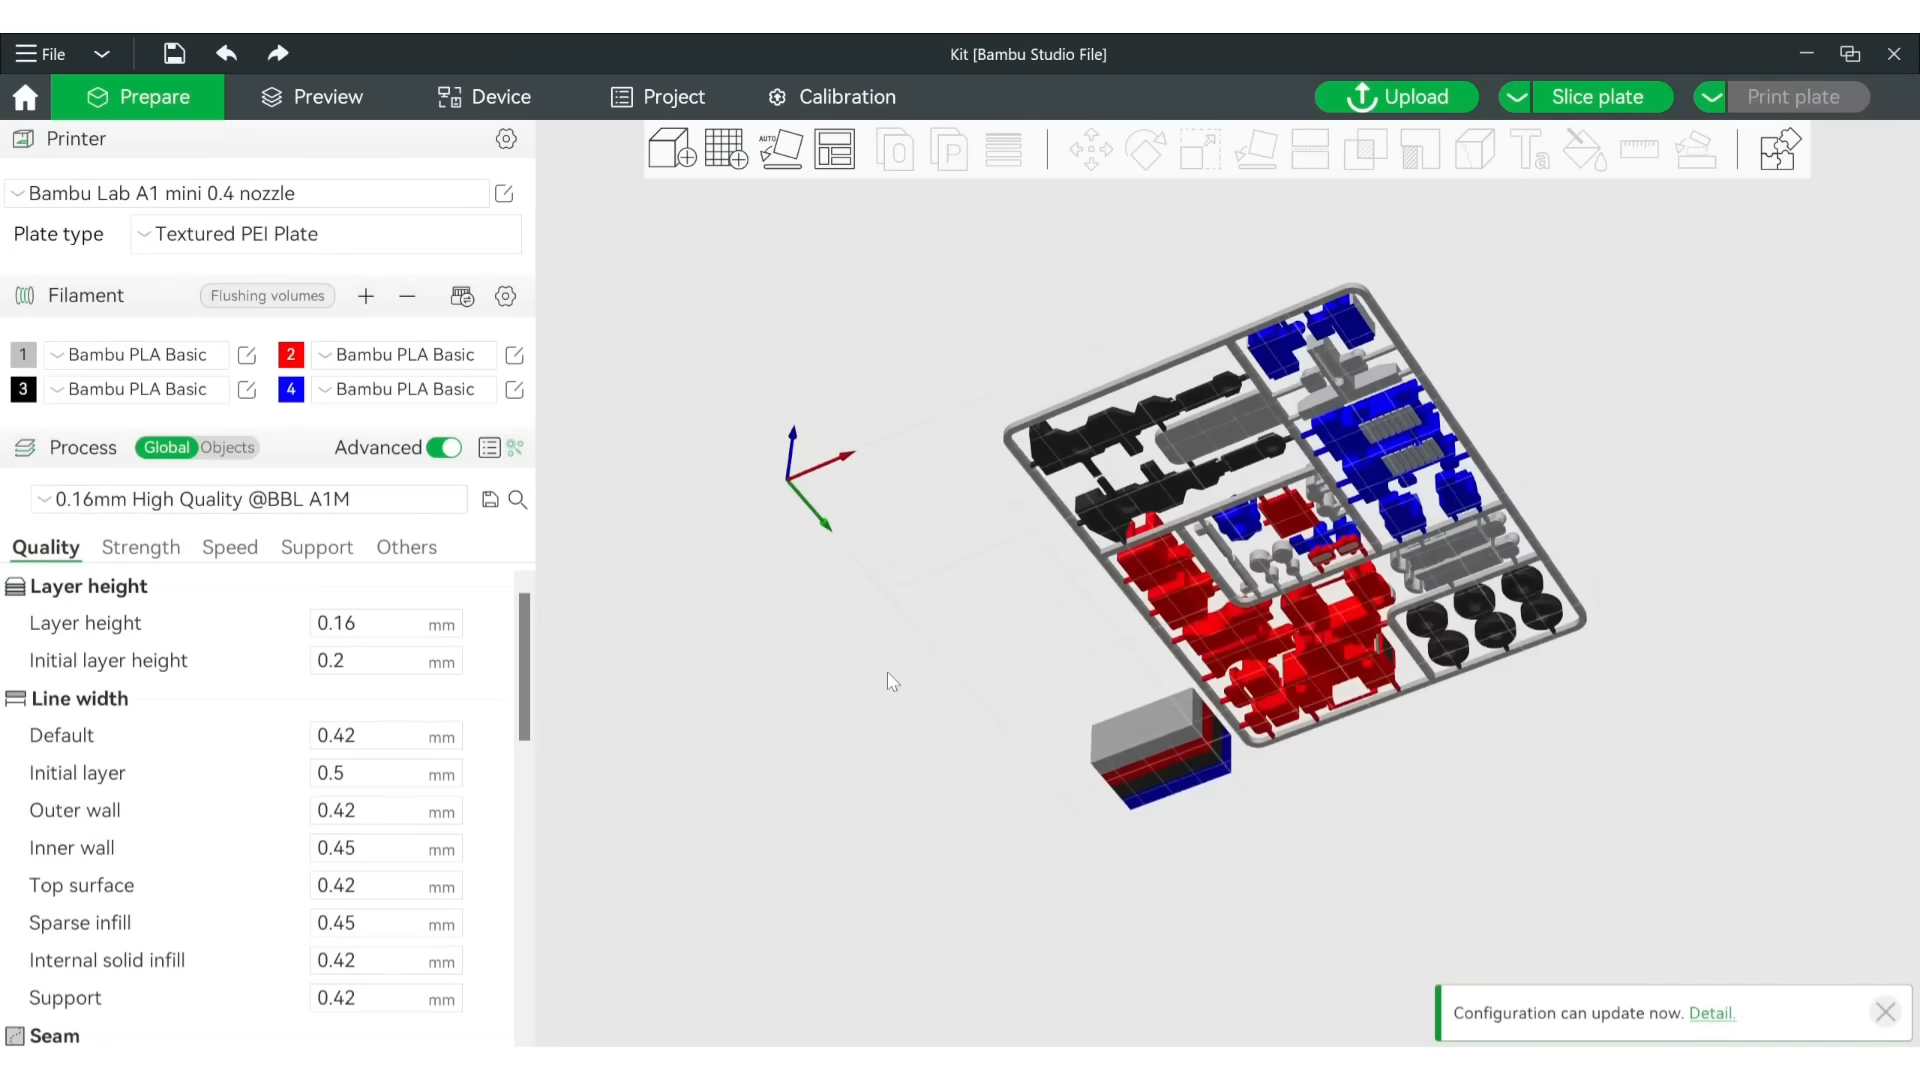 File
Kit [Bambu Studio File]
Prepare Preview Device Project Calibration Upload Slice plate Print plate
Printer
AUTO
O P Ta
Bambu Lab A1 mini 0.4 nozzle
Plate type Textured PEI Plate
Filament Flushing volumes
1 Bambu PLA Basic 2 Bambu PLA Basic
3 Bambu PLA Basic 4 Bambu PLA Basic
Process Global Objects Advanced
0.16mm High Quality @BBL A1M
Quality Strength Speed Support Others
Layer height
Layer height 0.16 mm
Initial layer height 0.2 mm
Line width
Default 0.42 mm
Initial layer 0.5 mm
Outer wall 0.42 mm
Inner wall 0.45 mm
Top surface 0.42 mm
Sparse infill 0.45 mm
Internal solid infill 0.42 mm
Support 0.42 mm
Seam
Configuration can update now. Detail.